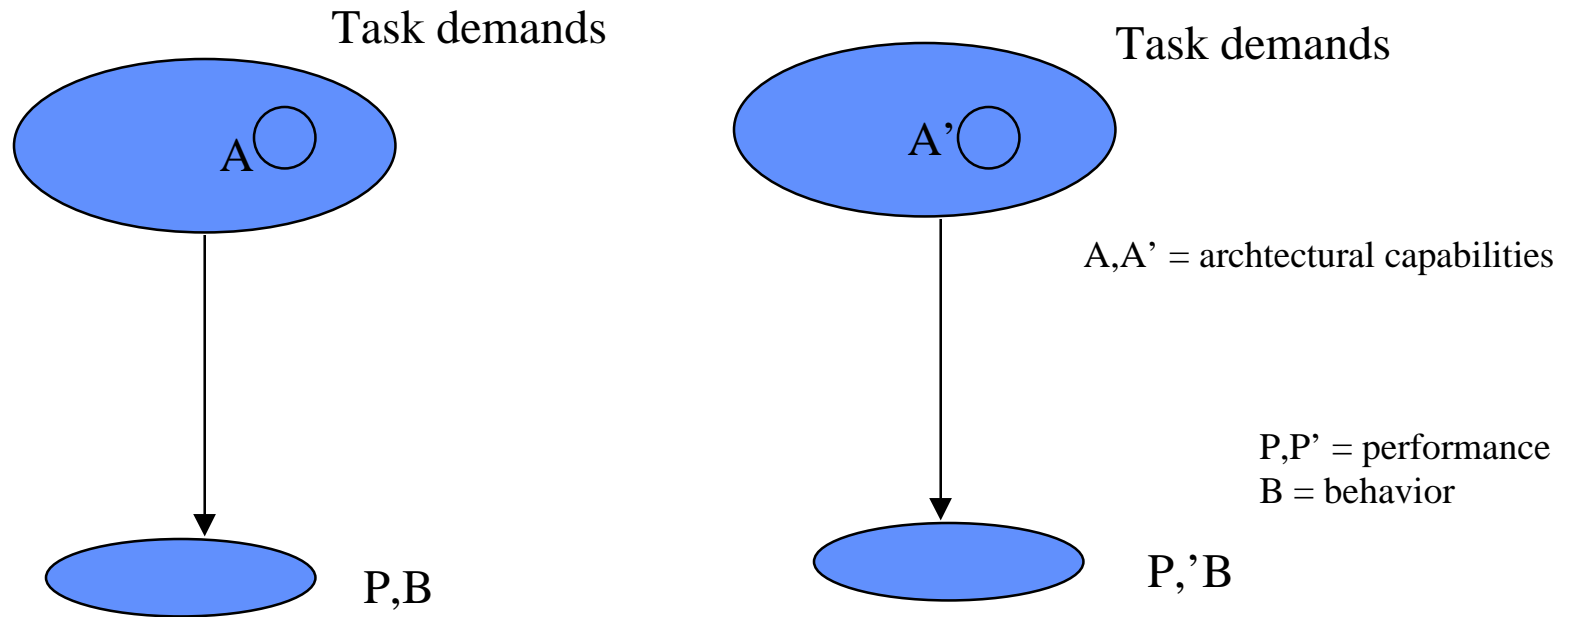 Task demands
A
Task demands
A’
A,A’ = archtectural capabilities
P,P’ = performance
B = behavior
P,B
P,’B